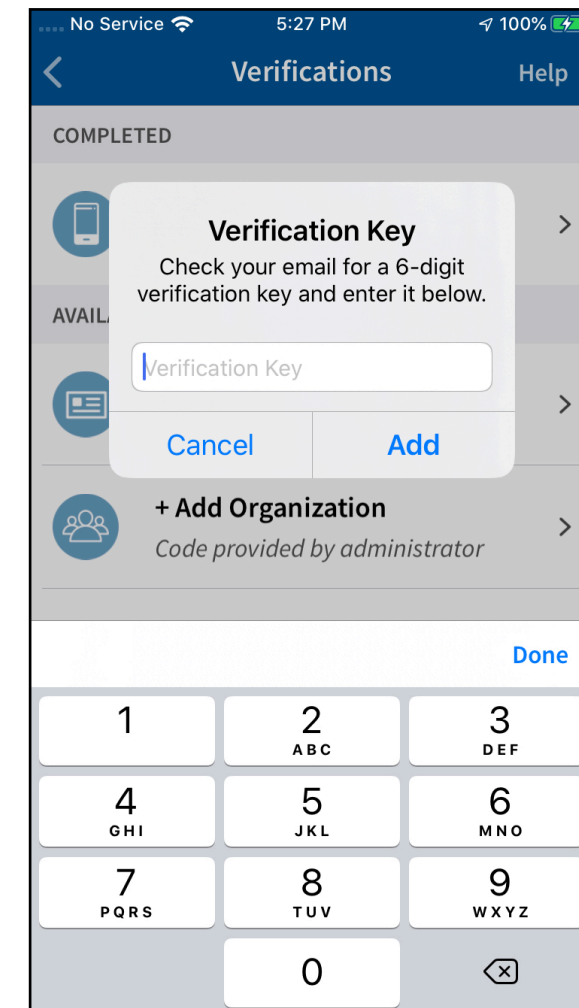 No Service 5:27 PM 100%
Verifications Help
COMPLETED
Verification Key
Check your email for a 6-digit
verification key and enter it below.
AVAIL
Verification Key
Cancel Add
+ Add Organization
Code provided by administrator
Done
1 2 3
ABC DEF
4 5 6
GHI JKL MNO
7 8 9
PQRS TUV WXYZ
0